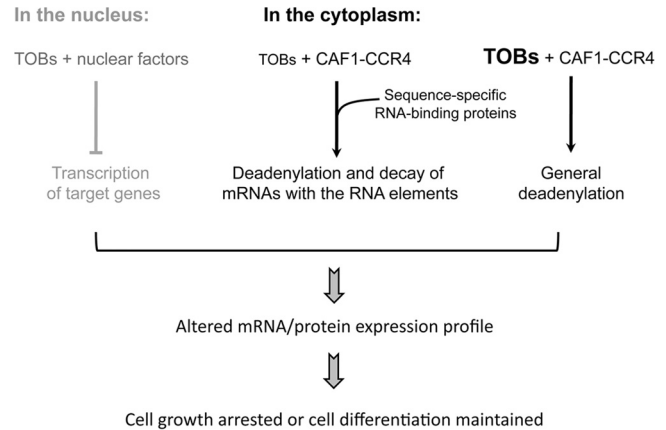 In the nucleus:
In the cytoplasm:
TOBs + nuclear factors
TOBs + CAF1-CCR4
TOBs + CAF1-CCR4
Sequence-specific
RNA-binding proteins
Transcription
of target genes
Deadenylation and decay of
mRNAs with the RNA elements
General
deadenylation
Altered mRNA/protein expression profile
Cell growth arrested or cell differentiation maintained